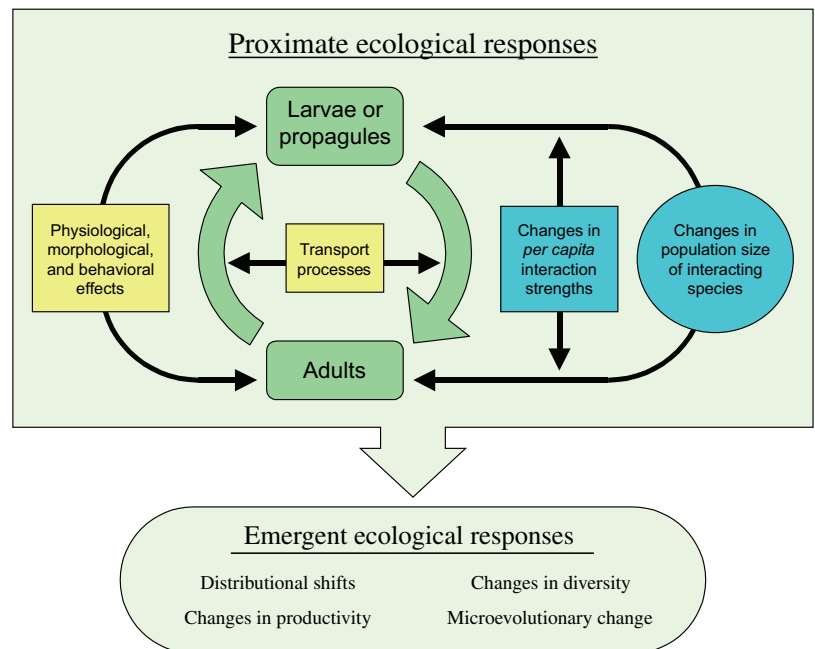 Proximate ecological responses
Larvae or
propagules
Physiological,
morphological,
and behavioral
effects
Transport
processes
Changes in
per capita
interaction
strengths
Changes in
population size
of interacting
species
Adults
Emergent ecological responses
Distributional shifts
Changes in diversity
Changes in productivity
Microevolutionary change